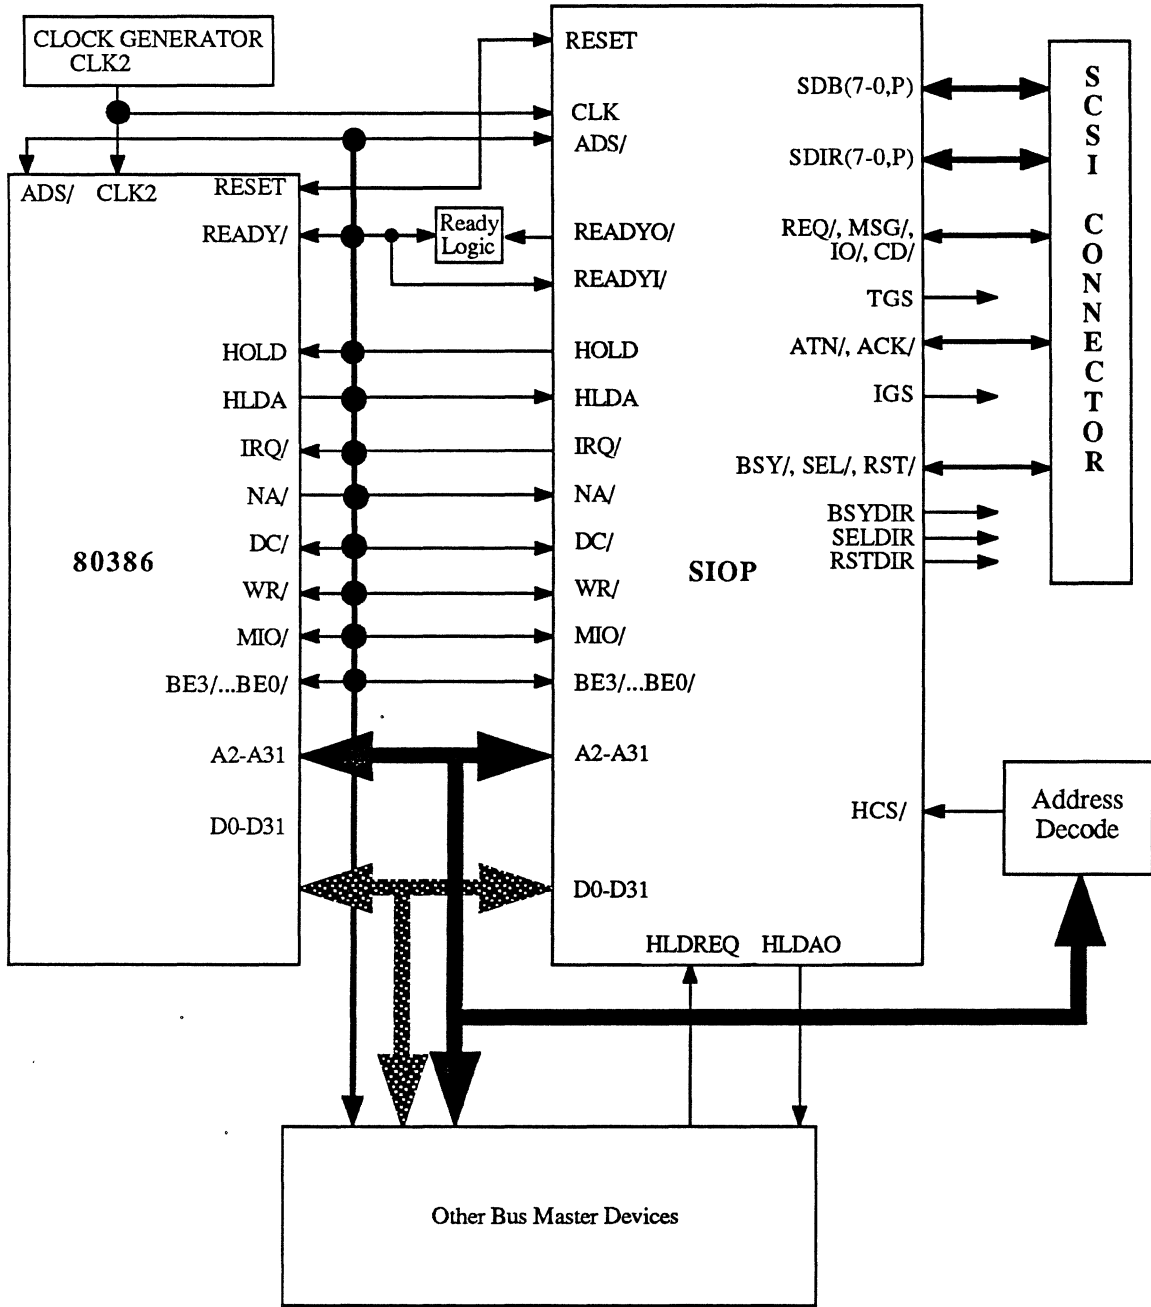 CLOCK GENERATOR
CLK2
RESET
CLK
ADS/
SDB(7-0,P)
SDIR(7-0,P)
SCSI CONNECTOR
ADS/ CLK2
RESET
READY/
Ready
Logic
READYO/
READYI/
REQ/, MSG/,
IO/, CD/
TGS
HOLD
HOLD
ATN/, ACK/
HLDA
HLDA
IGS
IRQ/
IRQ/
BSY/, SEL/, RST/
NA/
NA/
BSYDIR
SELDIR
RSTDIR
DC/
DC/
80386
SIOP
WR/
WR/
MIO/
MIO/
BE3/...BE0/
BE3/...BE0/
A2-A31
A2-A31
D0-D31
D0-D31
HCS/
Address
Decode
HLDREQ HLDAO
Other Bus Master Devices